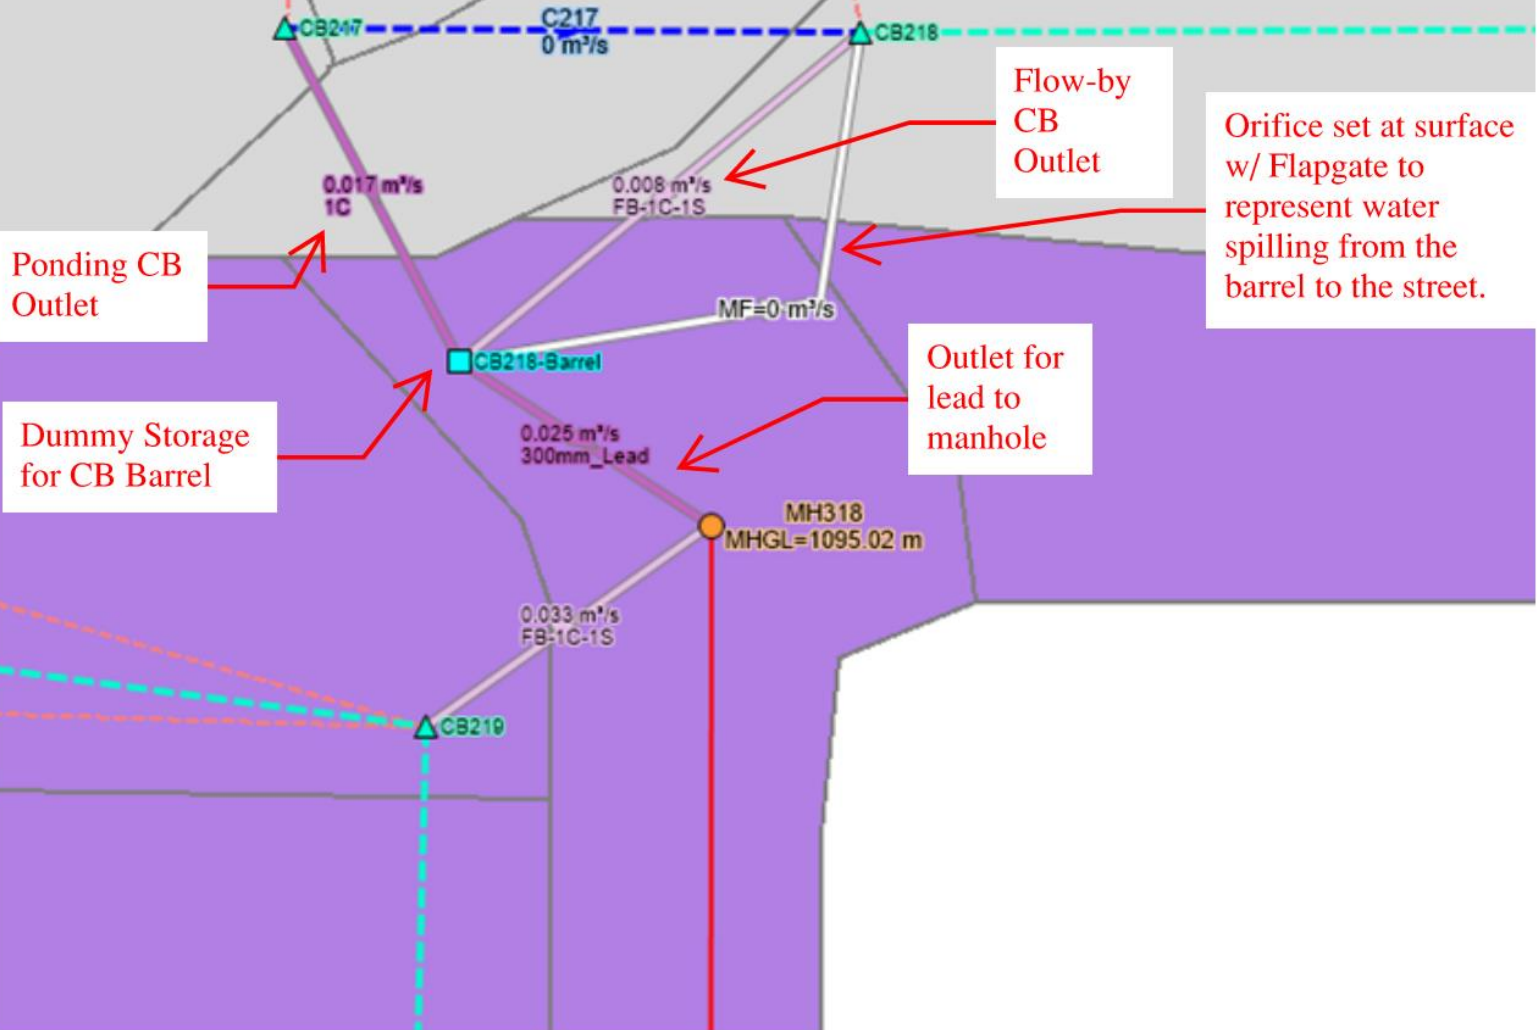 CB217
C217
0 m³/s
CB218
Flow-by
CB
Outlet
Orifice set at surface
w/ Flapgate to
represent water
spilling from the
barrel to the street.
0.017 m³/s
1C
0.008 m³/s
FB-1C-1S
Ponding CB
Outlet
MF=0 m³/s
CB218-Barrel
Outlet for
lead to
manhole
Dummy Storage
for CB Barrel
0.025 m³/s
300mm_Lead
MH318
MHGL=1095.02 m
0.033 m³/s
FB-1C-1S
CB219